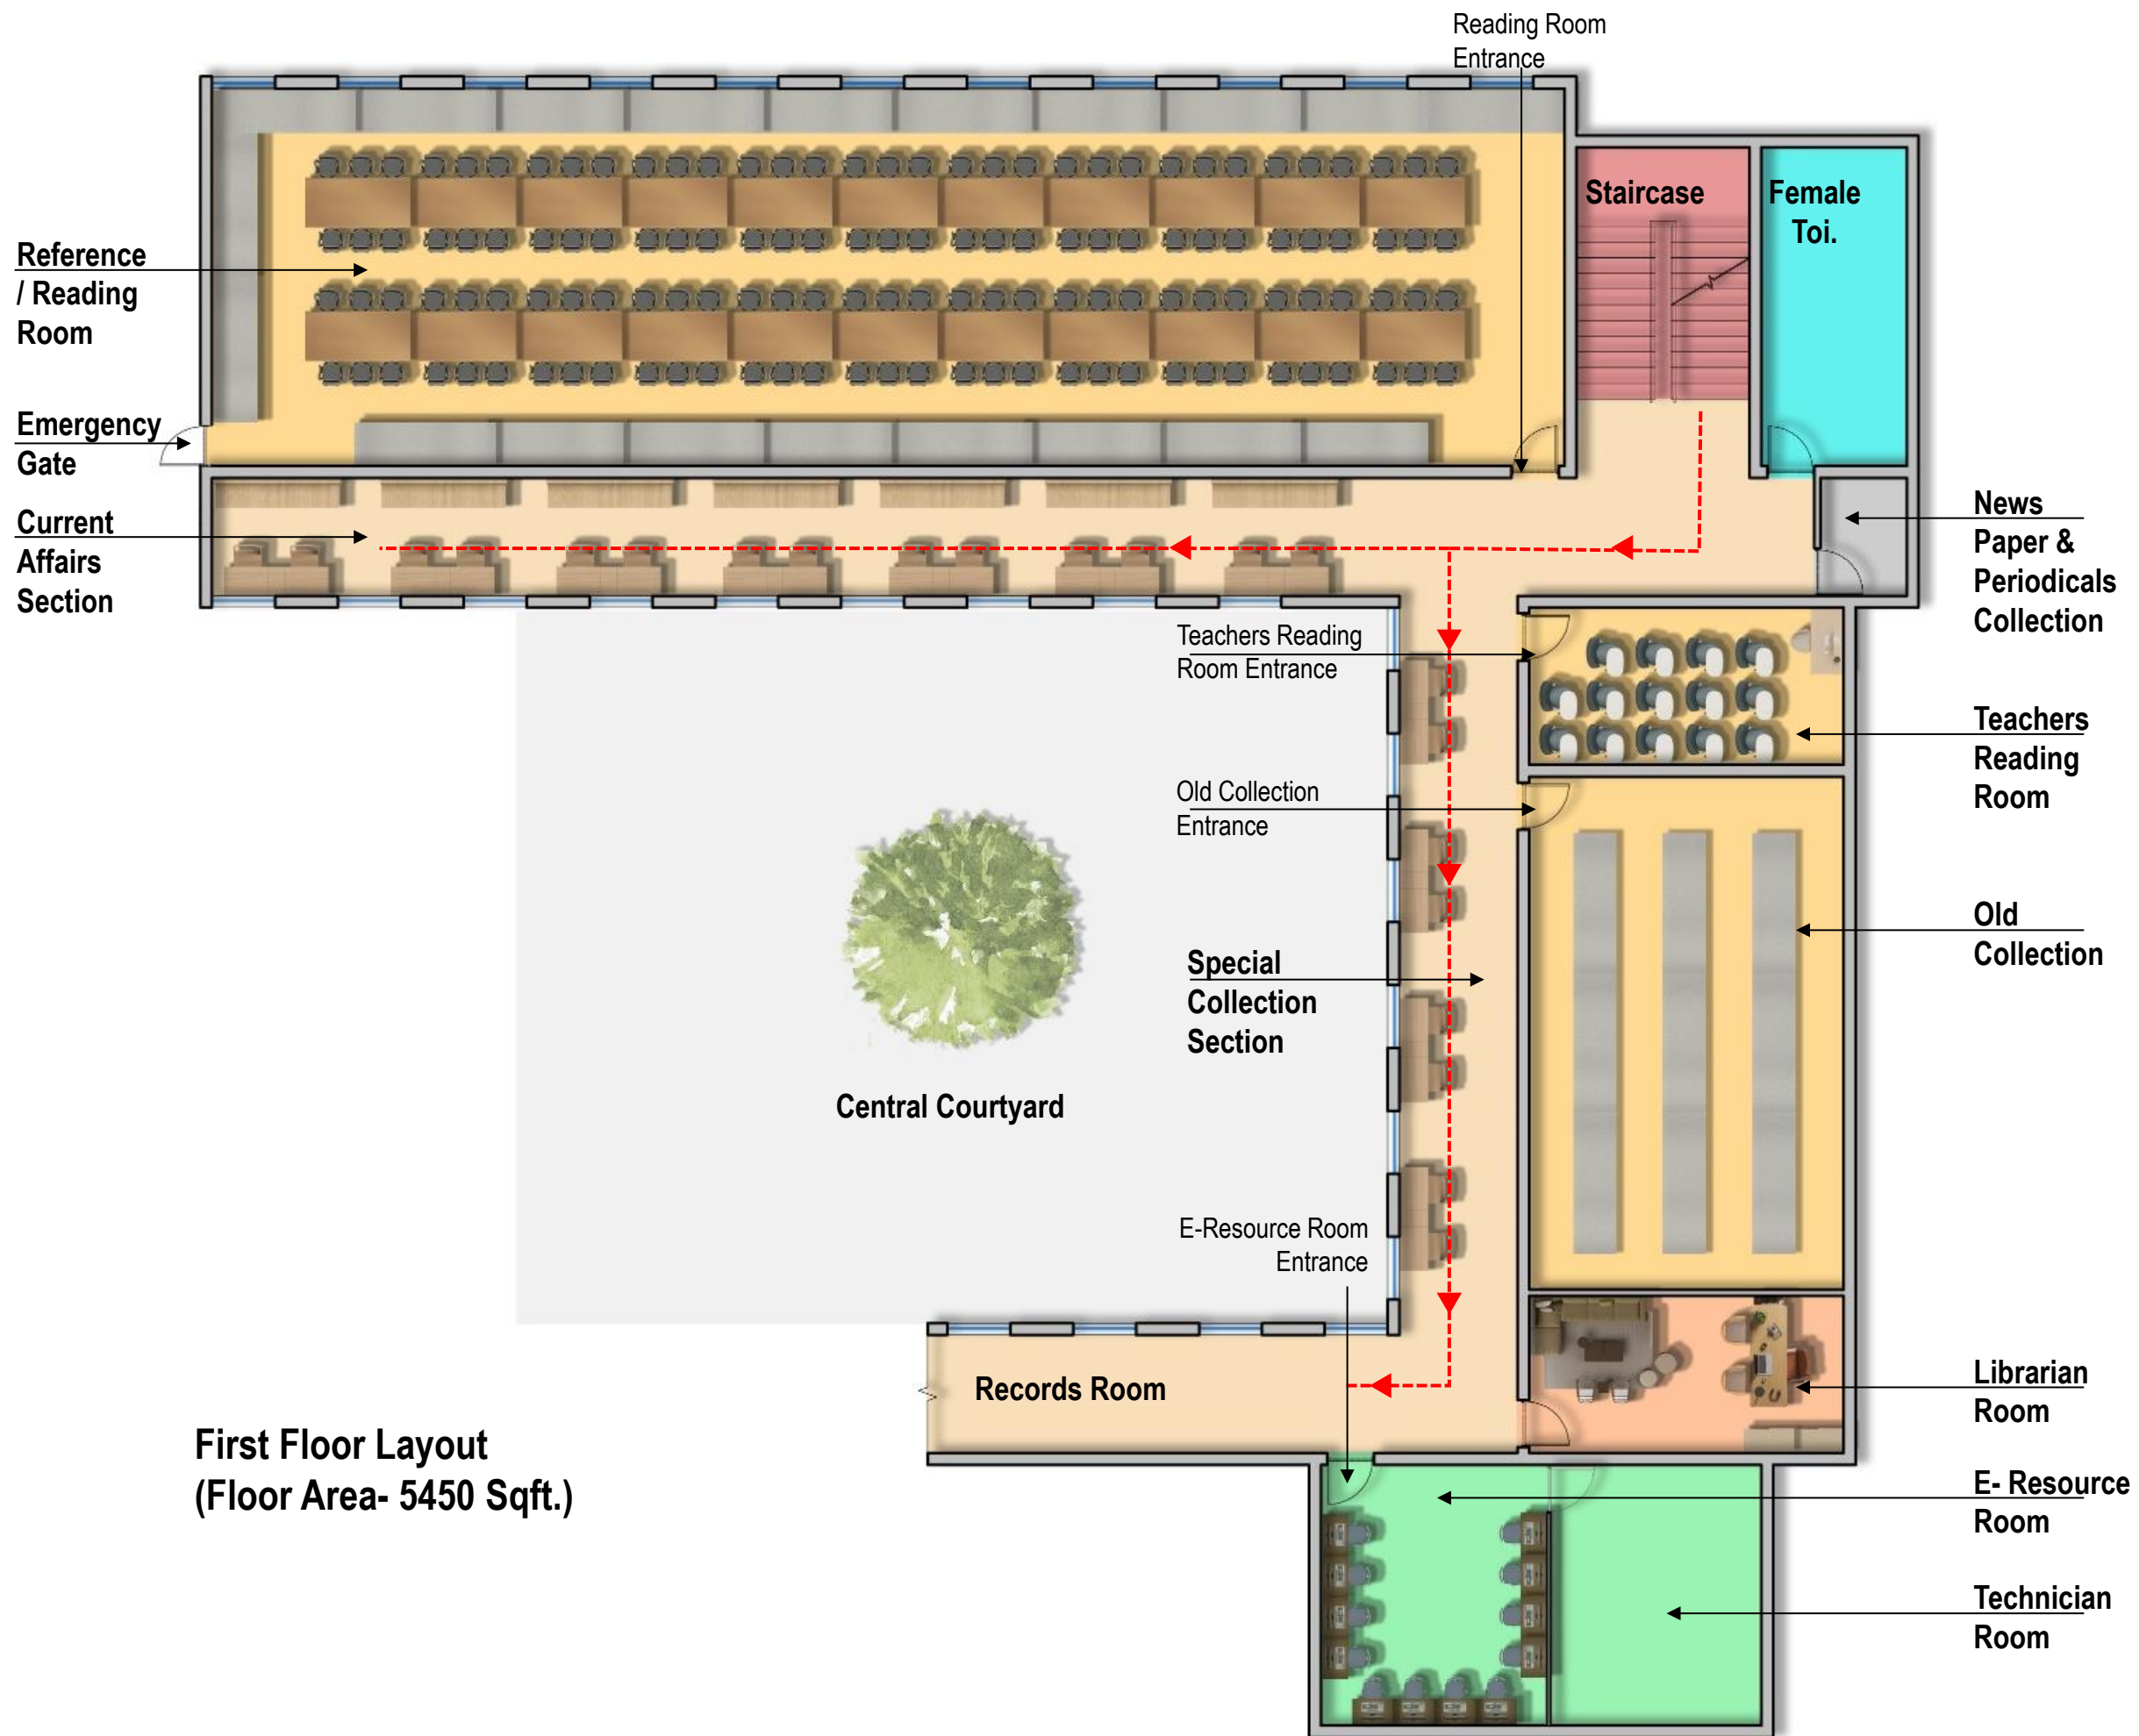 Reading Room
Entrance
Staircase
Female
Toi.
Reference
/ Reading
Room
Emergency
Gate
Current
Affairs
Section
News
Paper &
Periodicals
Collection
Teachers Reading
Room Entrance
Teachers
Reading
Room
Old Collection
Entrance
Old
Collection
Special
Collection
Section
Central Courtyard
E-Resource Room
Entrance
Records Room
Librarian
Room
First Floor Layout
(Floor Area- 5450 Sqft.)
E- Resource
Room
Technician
Room